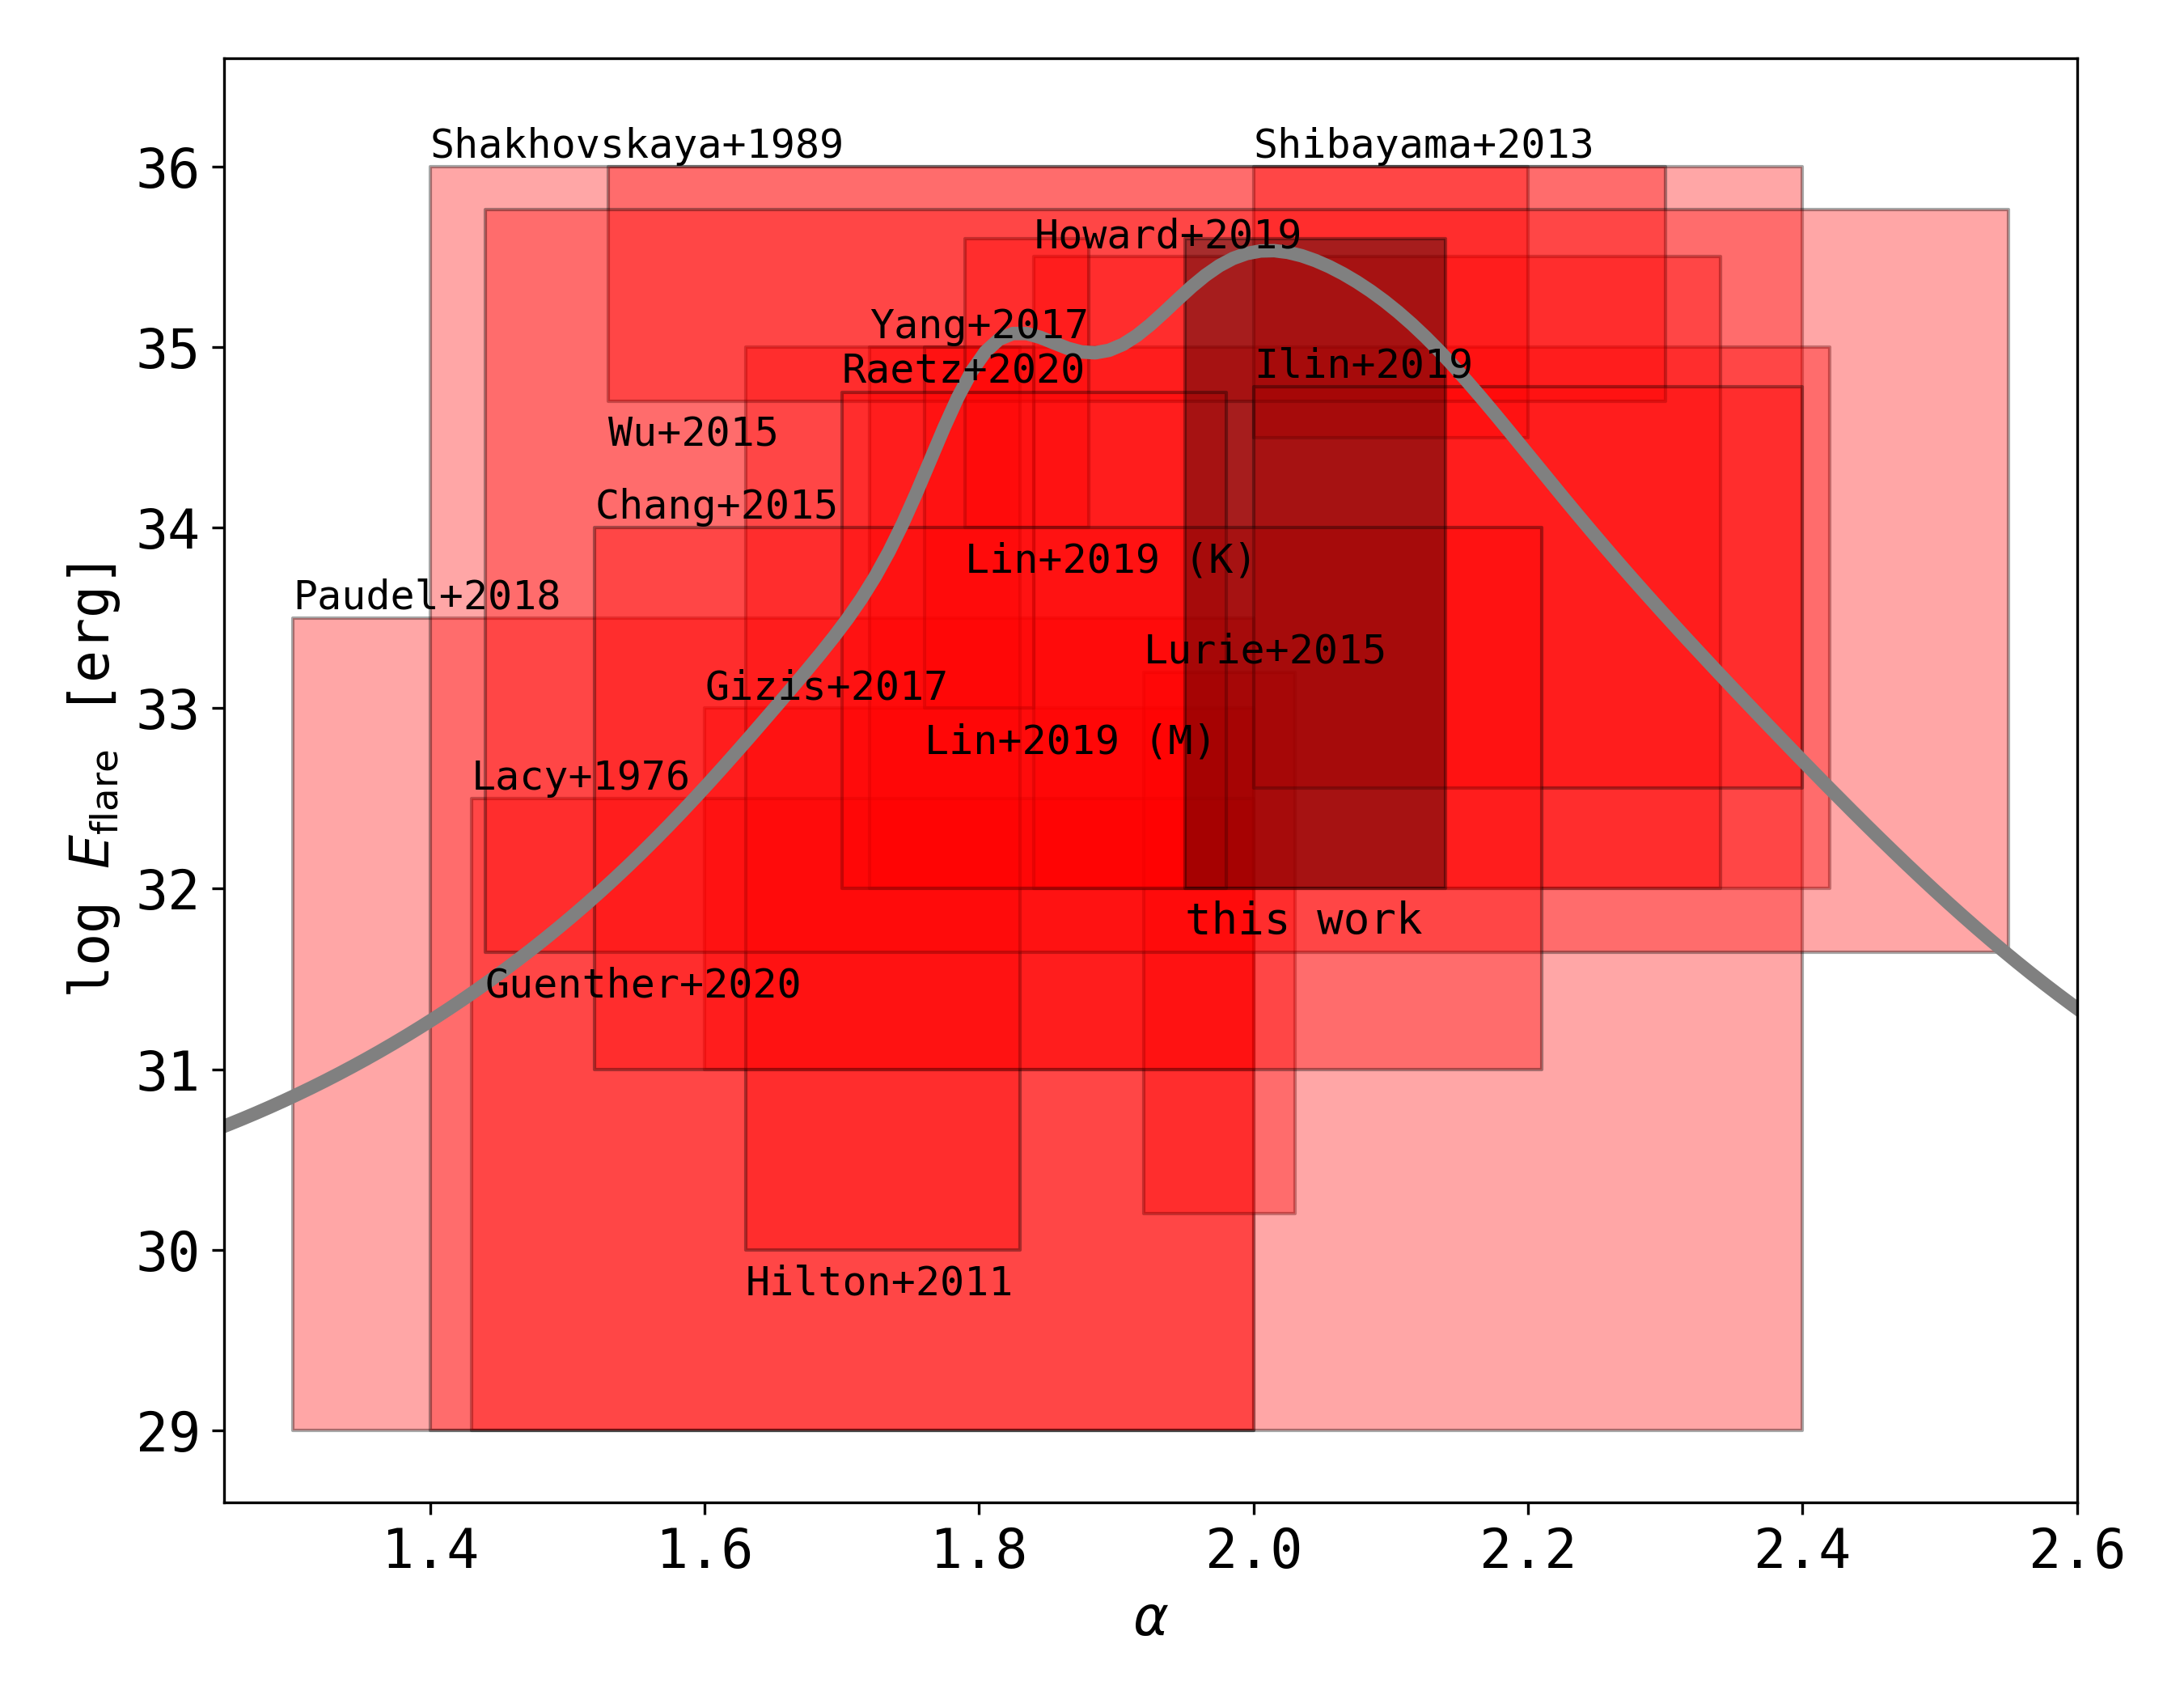 Shakhovskaya+1989
Shibayama+2013
36
Howard+2019
Yang+2017
35
Raetz+2020
Ilin+2019
Wu+2015
Chang+2015
34
Lin+2019 (K)
Paudel+2018
Lurie+2015
Gizis+2017
33
Lin+2019 (M)
Lacy+1976
32
this work
Guenther+2020
31
30
Hilton+2011
29
log E_flare [erg]
1.4 1.6 1.8 2.0 2.2 2.4 2.6
α